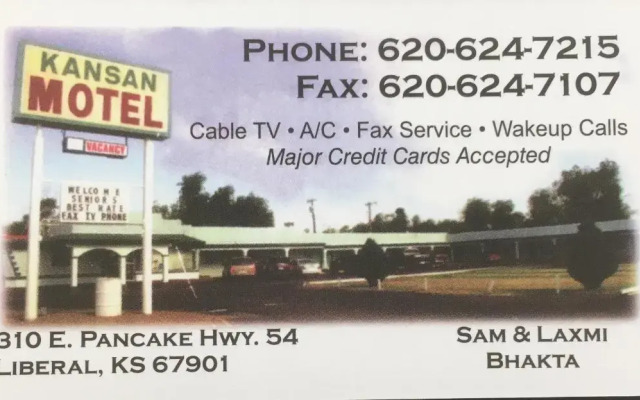 PHONE: 620-624-7215
FAX: 620-624-7107
Cable TV • A/C • Fax Service • Wakeup Calls
Major Credit Cards Accepted
KANSAN
MOTEL
VACANCY
WELCOME
SENIORS
BEST RATE
FAX TV PHONE
310 E. PANCAKE HWY. 54
LIBERAL, KS 67901
SAM & LAXMI
BHAKTA